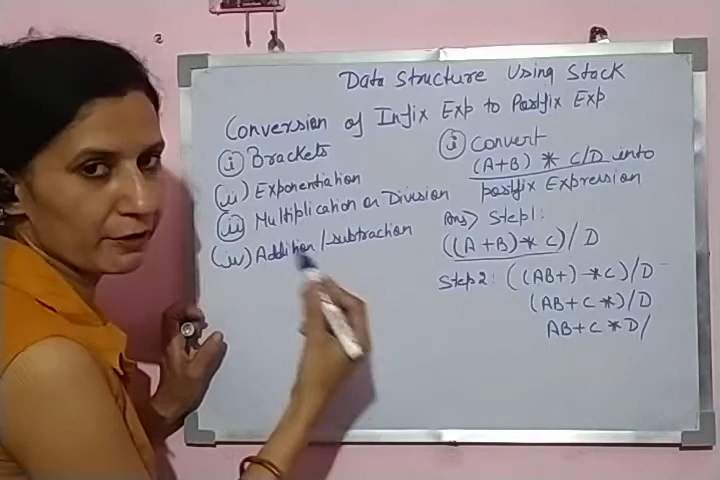 Data Structure Using Stack
Conversion of Infix Exp to Postfix Exp
(i) Brackets
(ii) Exponentiation
(iii) Multiplication or Division
(iv) Addition / subtraction
(i) Convert
(A+B) * C/D into
postfix Expression
Ans> Step1:
((A+B)* C)/ D
Step2: ((AB+) *C)/D
(AB+C*)/D
AB+C*D/